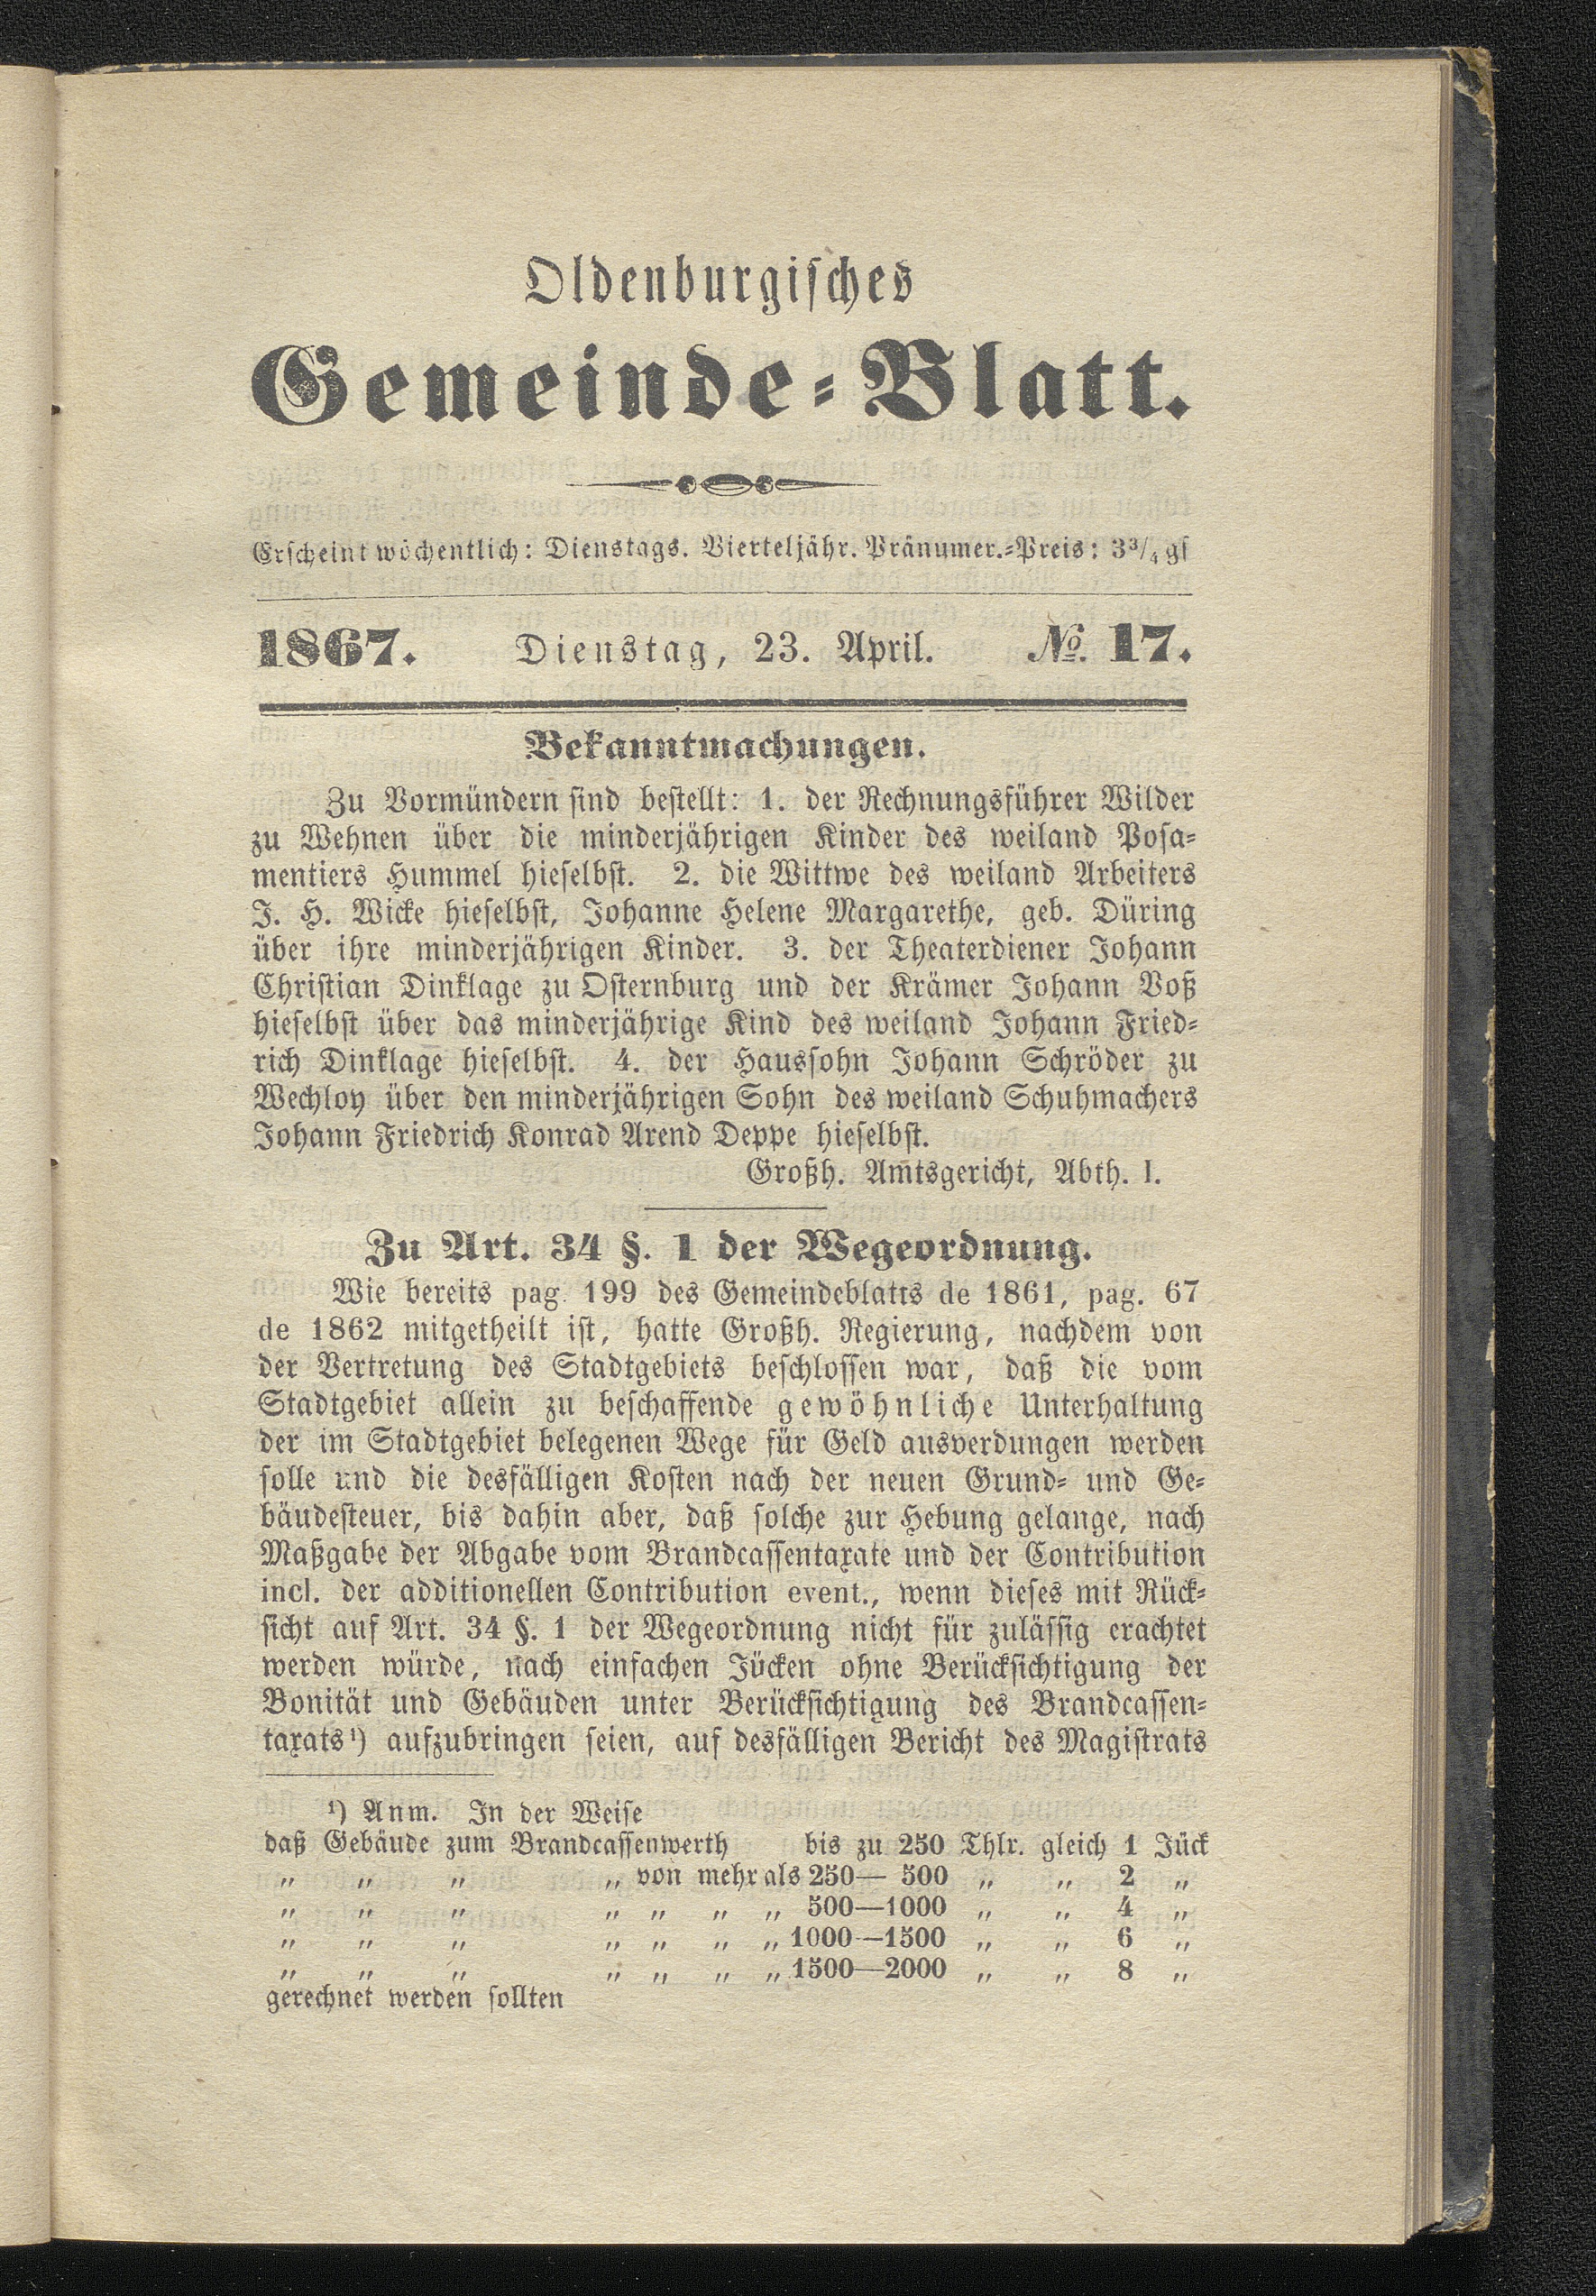 Oldenburgisches
Gemeinde-Blatt.
Erscheint wöchentlich: Dienstags. Vierteljähr. Pränumer.-Preis: 3 3/4 gſ
1867. Dienstag, 23. April. No. 17.
Bekanntmachungen.
Zu Vormündern ſind beſtellt: 1. der Rechnungsführer Wilder
zu Wehnen über die minderjährigen Kinder des weiland Poſa-
mentiers Hummel hieſelbſt. 2. die Wittwe des weiland Arbeiters
J. H. Wicke hieſelbſt, Johanne Helene Margarethe, geb. Düring
über ihre minderjährigen Kinder. 3. der Theaterdiener Johann
Chriſtian Dinklage zu Oſternburg und der Krämer Johann Voß
hieſelbſt über das minderjährige Kind des weiland Johann Fried-
rich Dinklage hieſelbſt. 4. der Hausſohn Johann Schröder zu
Wechloy über den minderjährigen Sohn des weiland Schuhmachers
Johann Friedrich Konrad Arend Deppe hieſelbſt.
Großh. Amtsgericht, Abth. I.
Zu Art. 34 §. 1 der Wegeordnung.
Wie bereits pag. 199 des Gemeindeblatts de 1861, pag. 67
de 1862 mitgetheilt iſt, hatte Großh. Regierung, nachdem von
der Vertretung des Stadtgebiets beſchloſſen war, daß die vom
Stadtgebiet allein zu beſchaffende gewöhnliche Unterhaltung
der im Stadtgebiet belegenen Wege für Geld ausverdungen werden
ſolle und die desfälligen Koſten nach der neuen Grund- und Ge-
bäudeſteuer, bis dahin aber, daß ſolche zur Hebung gelange, nach
Maßgabe der Abgabe vom Brandcaſſentaxate und der Contribution
incl. der additionellen Contribution event., wenn dieſes mit Rück-
ſicht auf Art. 34 §. 1 der Wegeordnung nicht für zuläſſig erachtet
werden würde, nach einfachen Jücken ohne Berückſichtigung der
Bonität und Gebäuden unter Berückſichtigung des Brandcaſſen-
taxats¹) aufzubringen ſeien, auf desfälligen Bericht des Magiſtrats
¹) Anm. In der Weiſe
daß Gebäude zum Brandcaſſenwerth bis zu 250 Thlr. gleich 1 Jück
„ „ „ „ von mehr als 250— 500 „ „ 2 „
„ „ „ „ „ „ „ 500—1000 „ „ 4 „
„ „ „ „ „ „ „ 1000—1500 „ „ 6 „
„ „ „ „ „ „ „ 1500—2000 „ „ 8 „
gerechnet werden ſollten